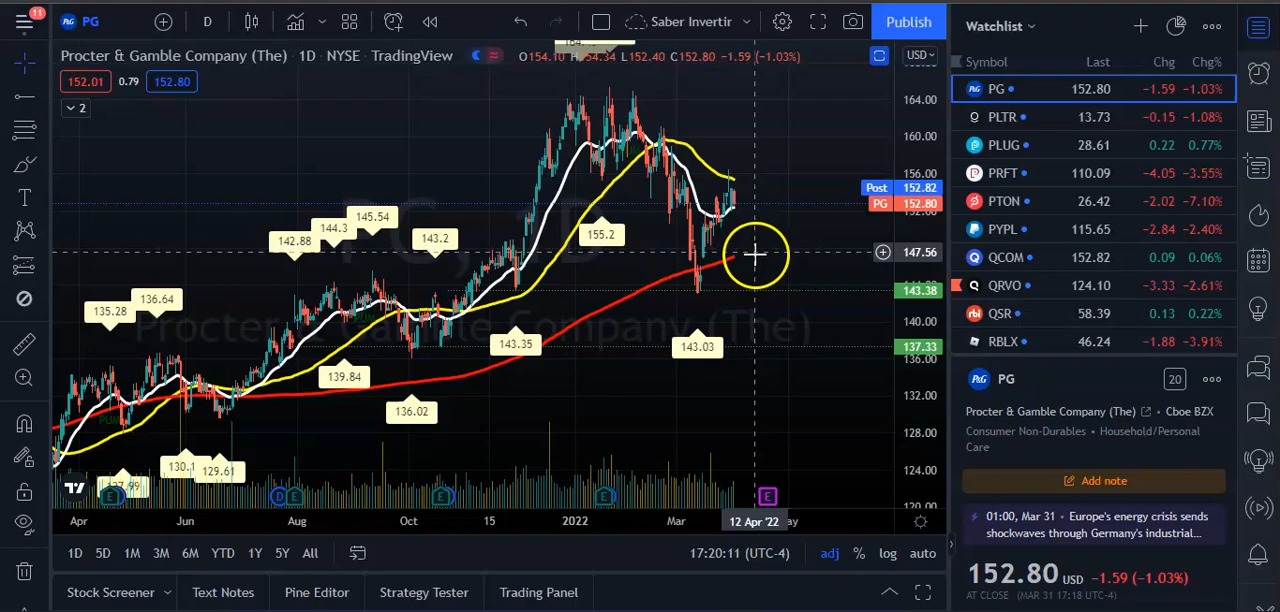 11
PG
D
Saber Invertir
Publish
Procter & Gamble Company (The) • 1D • NYSE • TradingView
O154.10 H154.34 L152.40 C152.80 −1.59 (−1.03%)
USD
152.01 0.79 152.80
2
164.00
160.00
156.00
Post 152.82
PG 152.80
152.00
147.56
143.38
140.00
137.33
136.00
132.00
128.00
124.00
120.00
PG, 1D
Procter & Gamble Company (The)
135.28
136.64
142.88
144.3
145.54
143.2
155.2
139.84
136.02
143.35
143.03
129.61
Apr Jun Aug Oct 15 2022 Mar 12 Apr '22
1D 5D 1M 3M 6M YTD 1Y 5Y All
17:20:11 (UTC-4) adj % log auto
Stock Screener Text Notes Pine Editor Strategy Tester Trading Panel
Watchlist
Symbol Last Chg Chg%
PG 152.80 −1.59 −1.03%
PLTR 13.73 −0.15 −1.08%
PLUG 28.61 0.22 0.77%
PRFT 110.09 −4.05 −3.55%
PTON 26.42 −2.02 −7.10%
PYPL 115.65 −2.84 −2.40%
QCOM 152.82 0.09 0.06%
QRVO 124.10 −3.33 −2.61%
QSR 58.39 0.13 0.22%
RBLX 46.24 −1.88 −3.91%
PG 20
Procter & Gamble Company (The) • Cboe BZX
Consumer Non-Durables • Household/Personal
Care
Add note
01:00, Mar 31 • Europe's energy crisis sends
shockwaves through Germany's industrial...
152.80 USD −1.59 (−1.03%)
AT CLOSE (MAR 31 17:18 UTC-4)